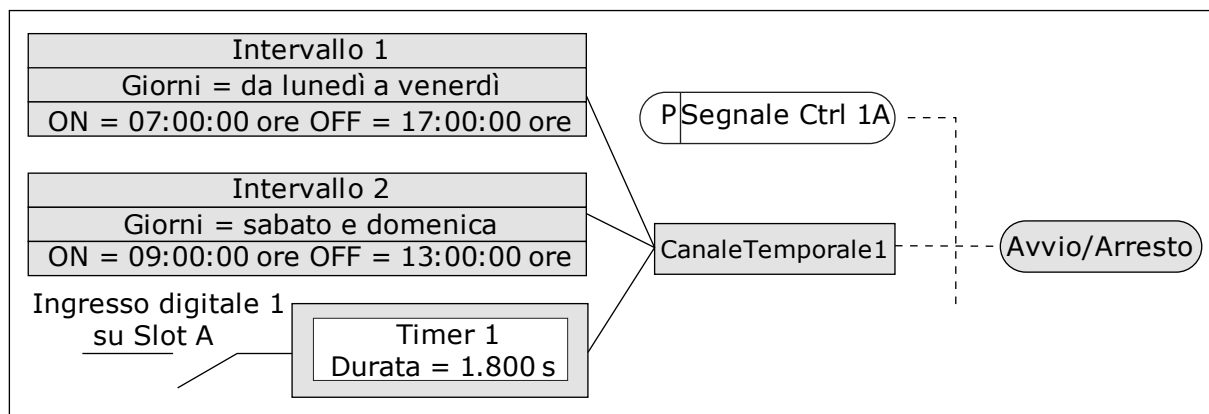 Intervallo 1
Giorni = da lunedì a venerdì
ON = 07:00:00 ore OFF = 17:00:00 ore
P Segnale Ctrl 1A
Intervallo 2
Giorni = sabato e domenica
ON = 09:00:00 ore OFF = 13:00:00 ore
CanaleTemporale1
Avvio/Arresto
Ingresso digitale 1
su Slot A
Timer 1
Durata = 1.800 s